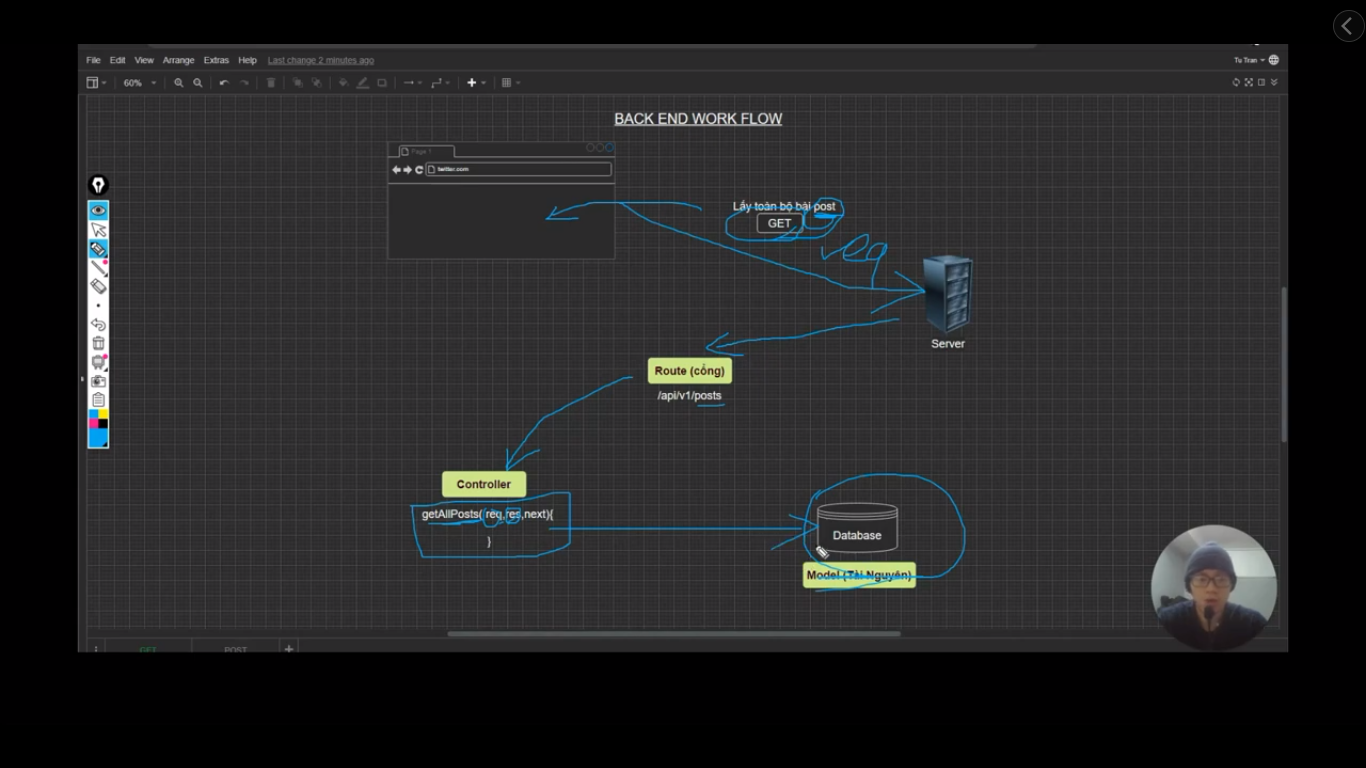 File Edit View Arrange Extras Help Last change 2 minutes ago
Tu Tran
60%
BACK END WORK FLOW
Page 1
twitter.com
Lấy toàn bộ bài post
GET
req
Server
Route (cổng)
/api/v1/posts
Controller
getAllPosts( req,res,next){
}
Database
Model (Tài Nguyên)
GET POST